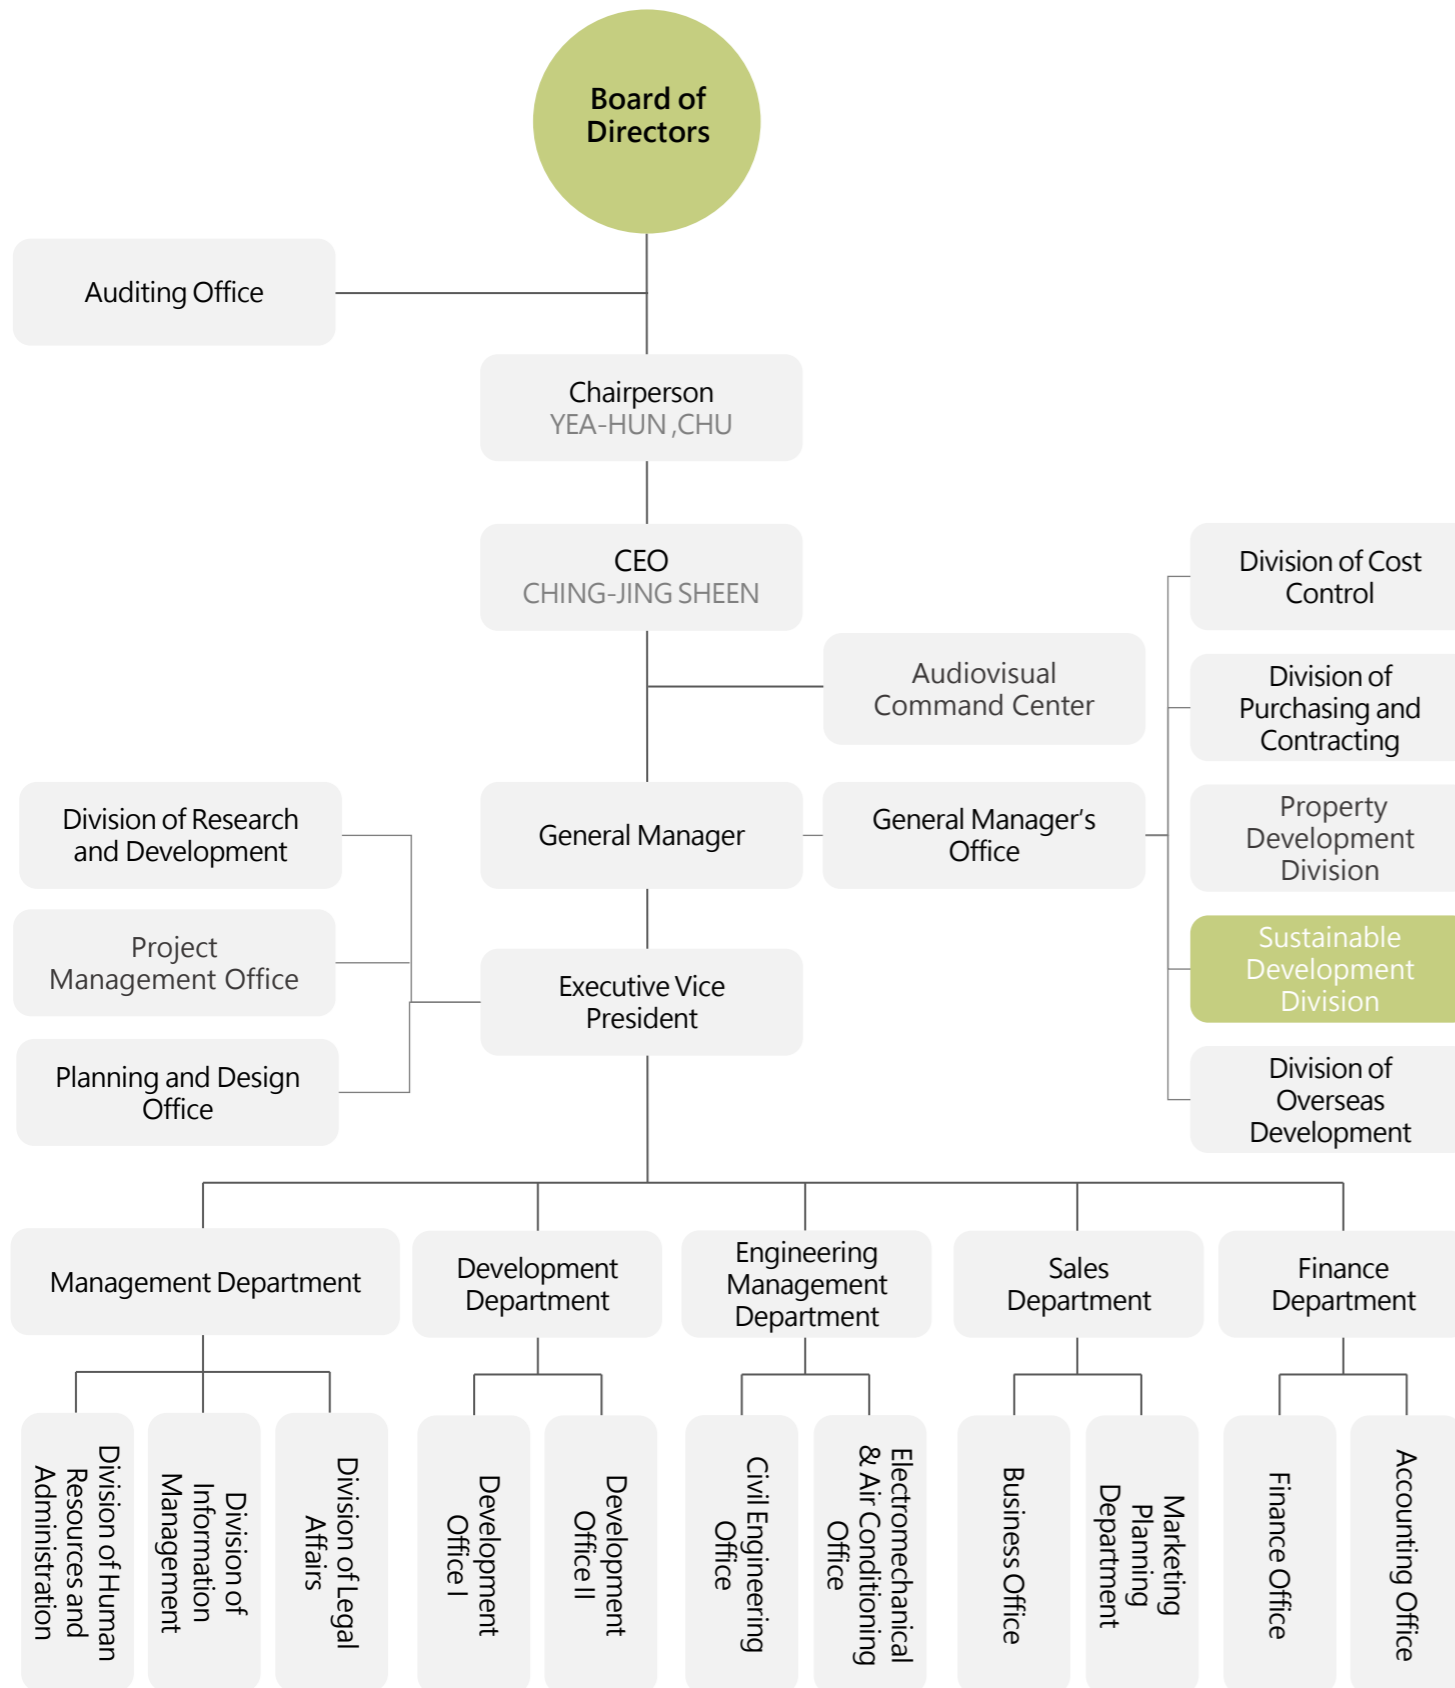 Board of
Directors
Auditing Office
Chairperson
YEA-HUN ,CHU
CEO
CHING-JING SHEEN
Division of Cost
Control
Audiovisual
Command Center
Division of
Purchasing and
Contracting
Division of Research
and Development
General Manager
General Manager’s
Office
Property
Development
Division
Project
Management Office
Executive Vice
President
Sustainable
Development
Division
Planning and Design
Office
Division of
Overseas
Development
Management Department
Development
Department
Engineering
Management
Department
Sales
Department
Finance
Department
Division of Human
Resources and
Administration
Division of
Information
Management
Division of Legal
Affairs
Development
Office I
Development
Office II
Civil Engineering
Office
Electromechanical
& Air Conditioning
Office
Business Office
Marketing
Planning
Department
Finance Office
Accounting Office